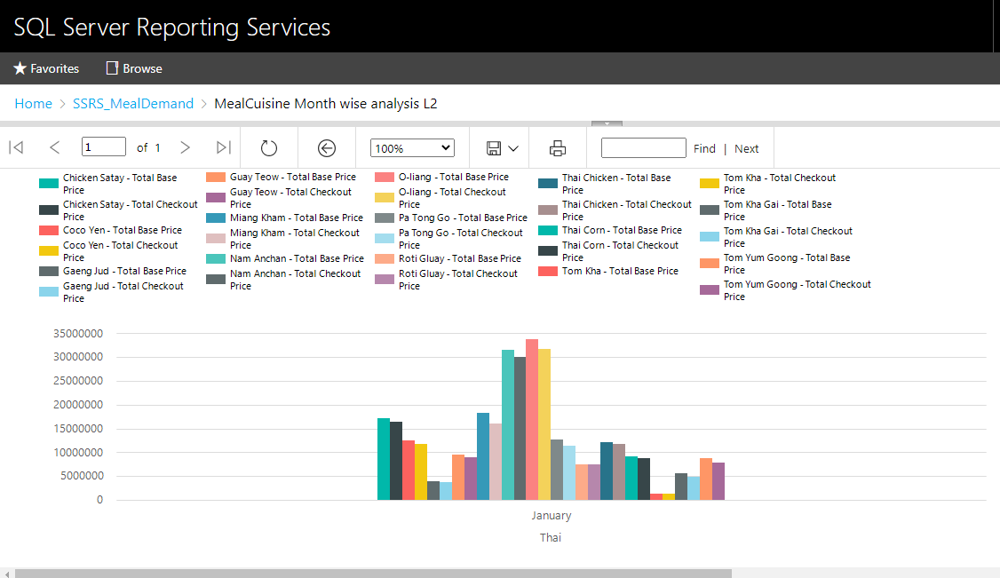 SQL Server Reporting Services
Favorites
Browse
Home > SSRS_MealDemand > MealCuisine Month wise analysis L2
1 of 1
100%
Find | Next
Chicken Satay - Total Base
Price
Chicken Satay - Total Checkout
Price
Coco Yen - Total Base Price
Coco Yen - Total Checkout
Price
Gaeng Jud - Total Base Price
Gaeng Jud - Total Checkout
Price
Guay Teow - Total Base Price
Guay Teow - Total Checkout
Price
Miang Kham - Total Base Price
Miang Kham - Total Checkout
Price
Nam Anchan - Total Base Price
Nam Anchan - Total Checkout
Price
O-liang - Total Base Price
O-liang - Total Checkout
Price
Pa Tong Go - Total Base Price
Pa Tong Go - Total Checkout
Price
Roti Gluay - Total Base Price
Roti Gluay - Total Checkout
Price
Thai Chicken - Total Base
Price
Thai Chicken - Total Checkout
Price
Thai Corn - Total Base Price
Thai Corn - Total Checkout
Price
Tom Kha - Total Base Price
Tom Kha - Total Checkout
Price
Tom Kha Gai - Total Base
Price
Tom Kha Gai - Total Checkout
Price
Tom Yum Goong - Total Base
Price
Tom Yum Goong - Total Checkout
Price
35000000
30000000
25000000
20000000
15000000
10000000
5000000
0
January
Thai